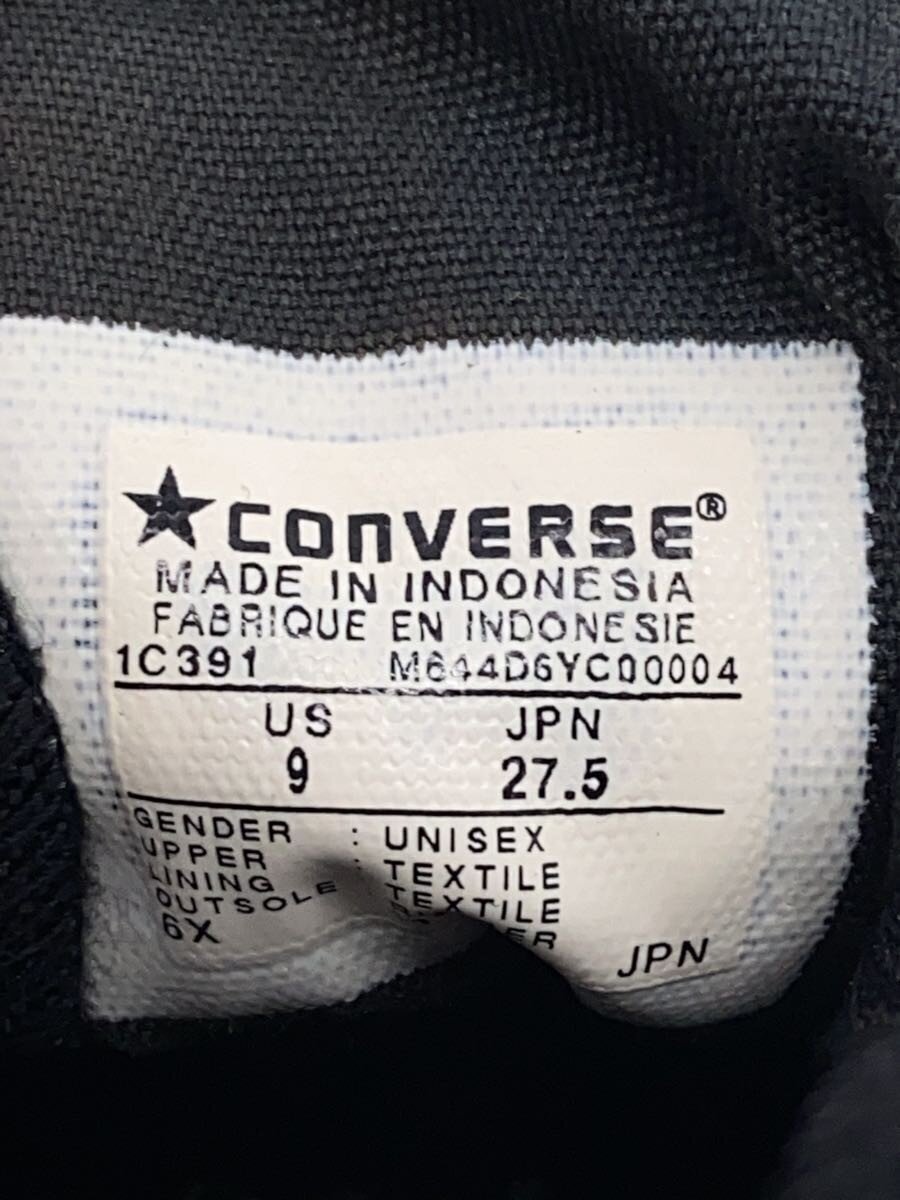 CONVERSE®
MADE IN INDONESIA
FABRIQUE EN INDONESIE
1C391 M644D6YC00004
US JPN
9 27.5
GENDER : UNISEX
UPPER : TEXTILE
LINING TEXTILE
OUTSOLE
6X JPN